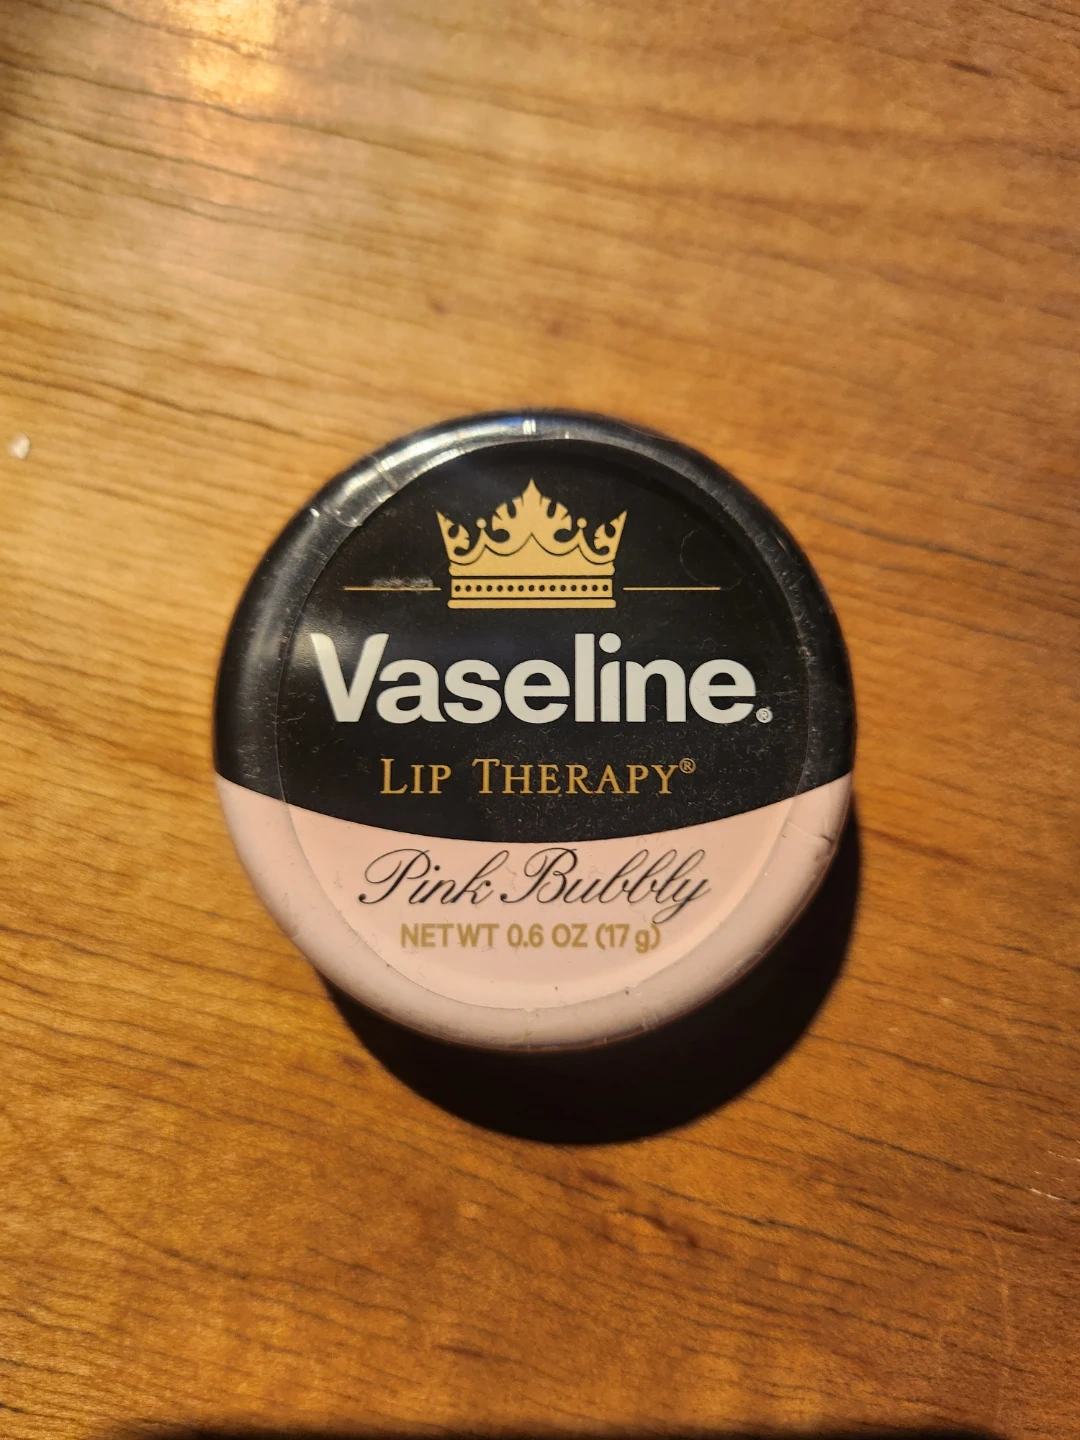 Vaseline®
LIP THERAPY®
Pink Bubbly
NET WT 0.6 OZ (17 g)